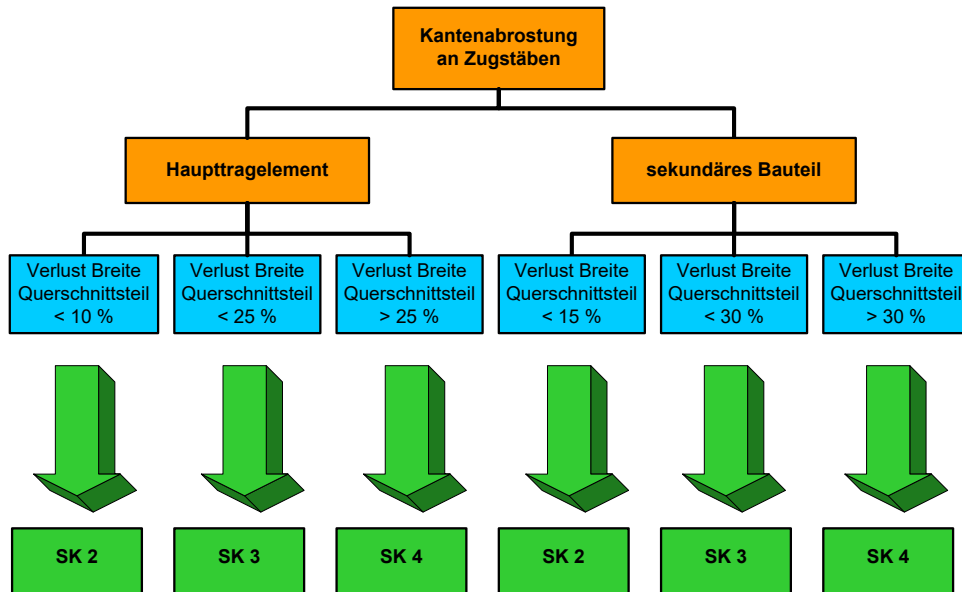 Kantenabrostung
an Zugstäben
Haupttragelement
sekundäres Bauteil
Verlust Breite
Querschnittsteil
< 10 %
Verlust Breite
Querschnittsteil
< 25 %
Verlust Breite
Querschnittsteil
> 25 %
Verlust Breite
Querschnittsteil
< 15 %
Verlust Breite
Querschnittsteil
< 30 %
Verlust Breite
Querschnittsteil
> 30 %
SK 2
SK 3
SK 4
SK 2
SK 3
SK 4